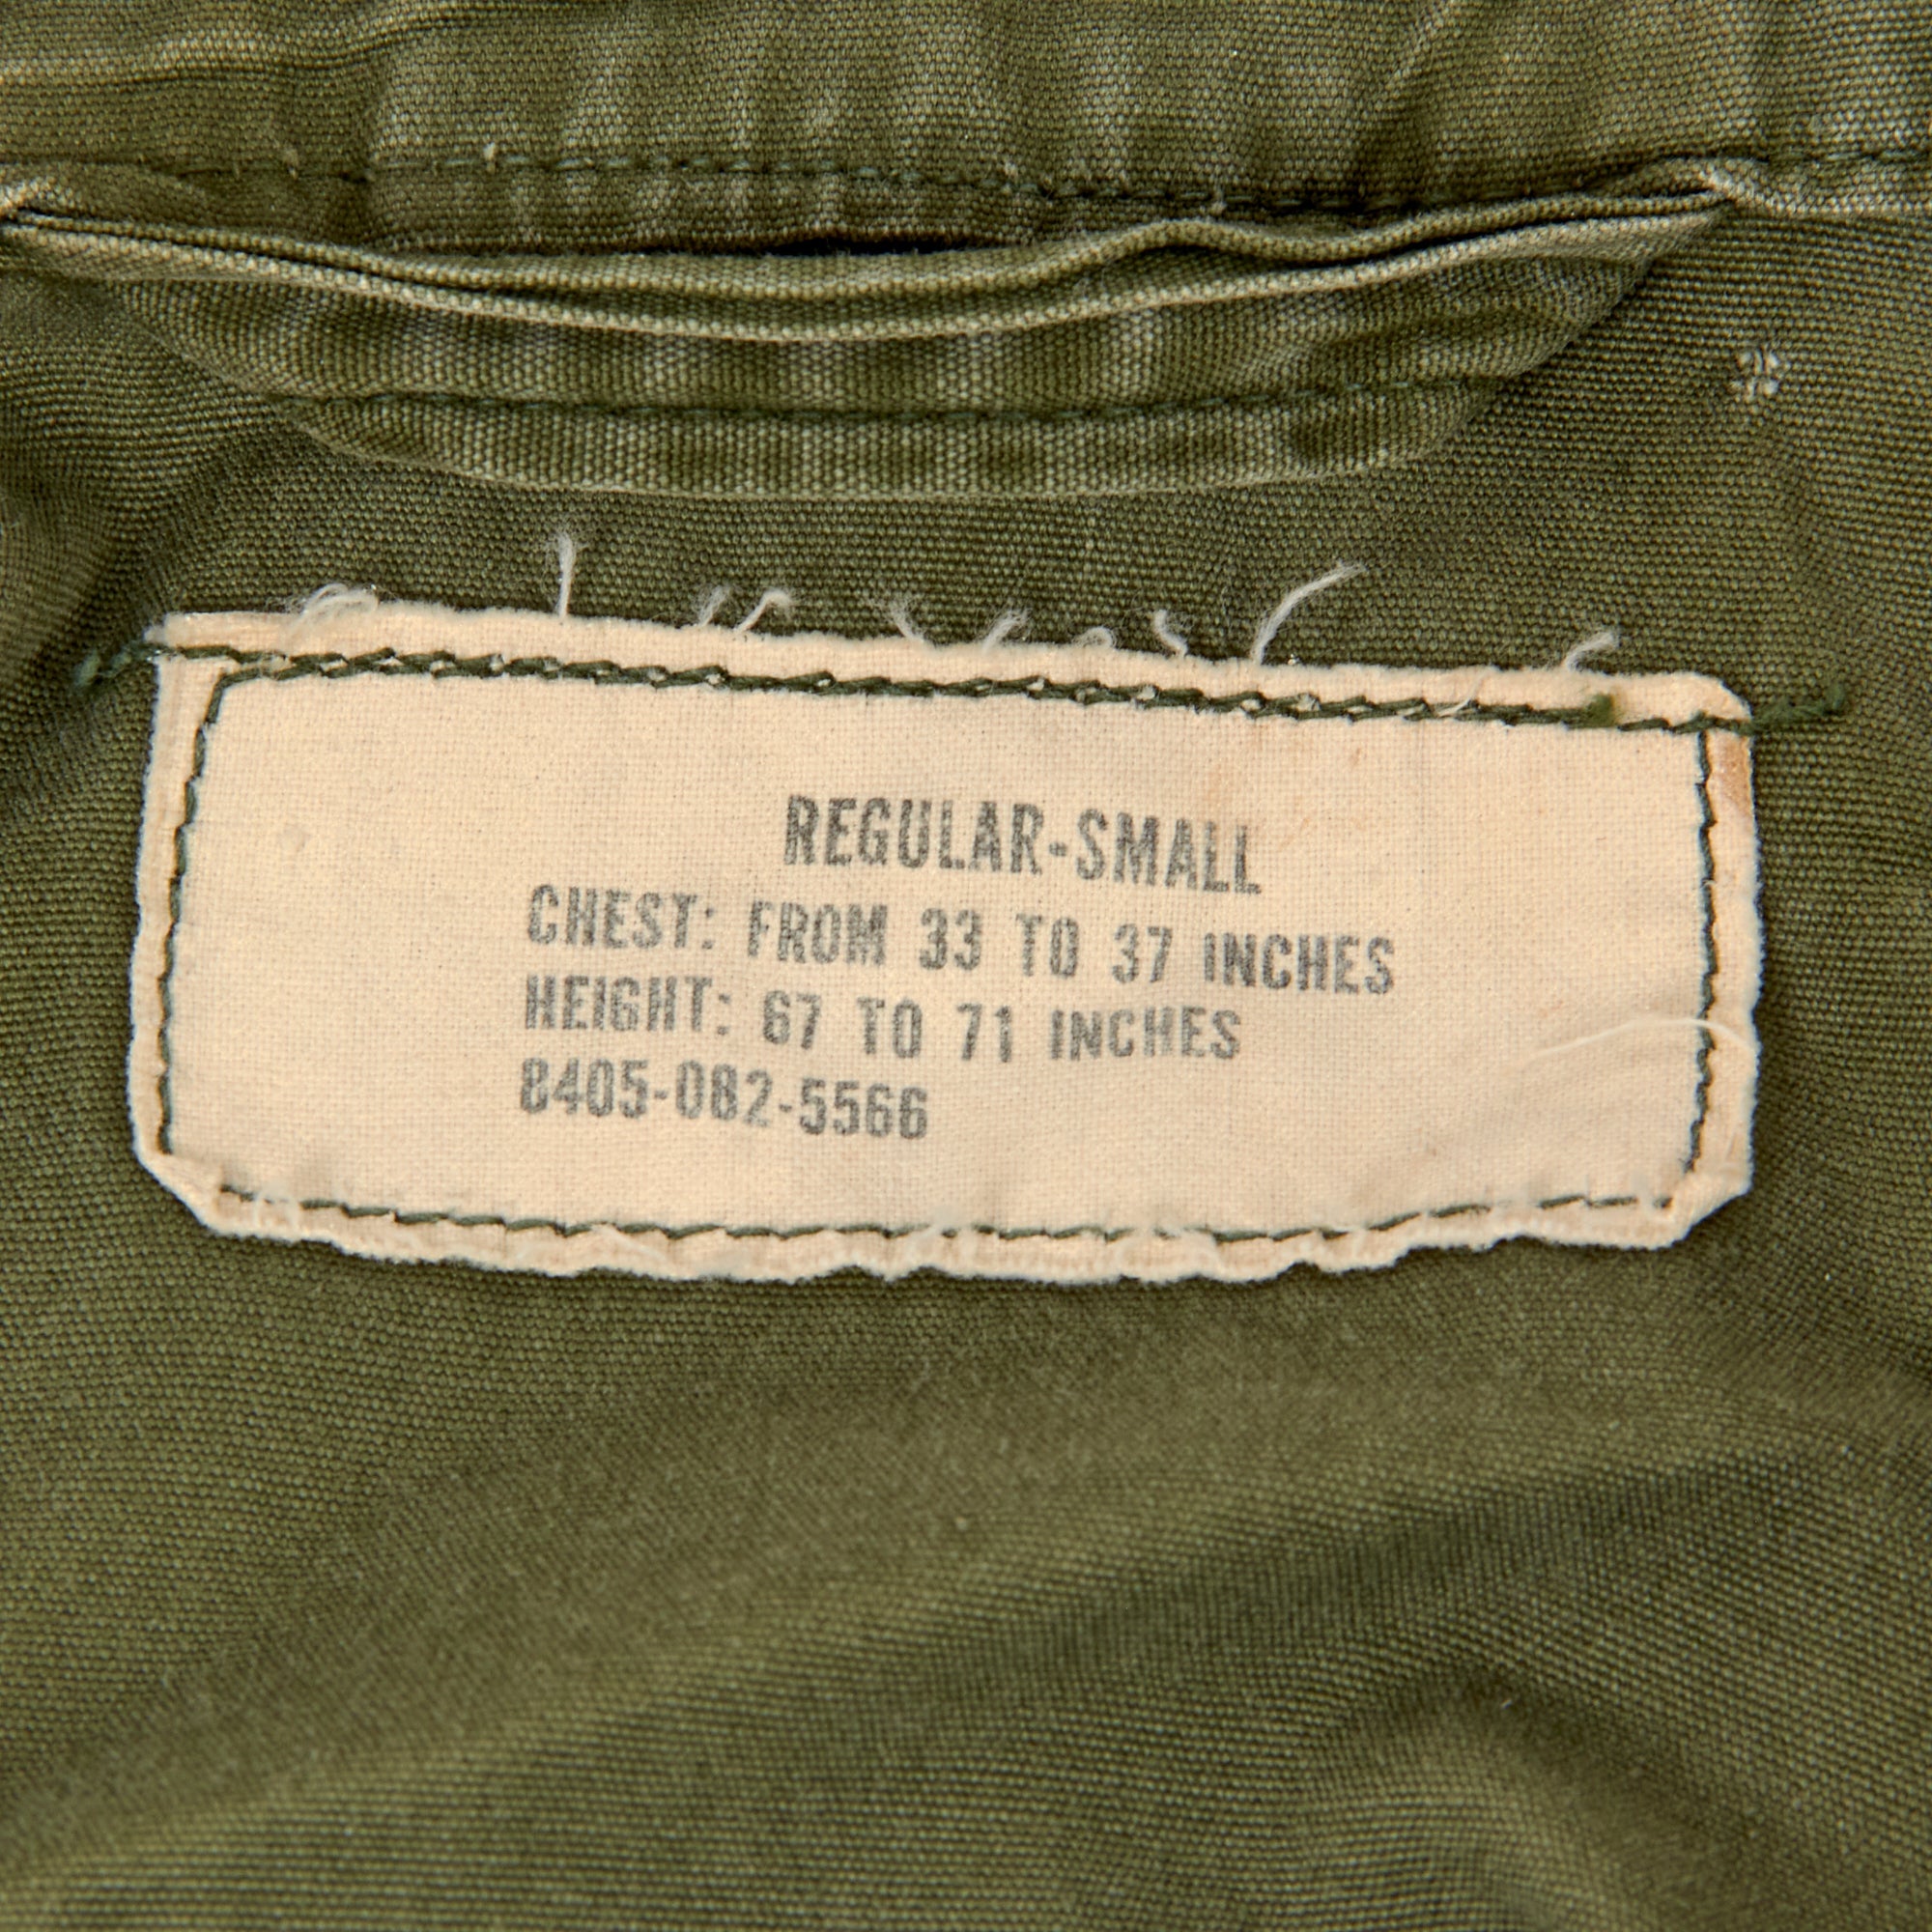 REGULAR-SMALL
CHEST: FROM 33 TO 37 INCHES
HEIGHT: 67 TO 71 INCHES
8405-082-5566